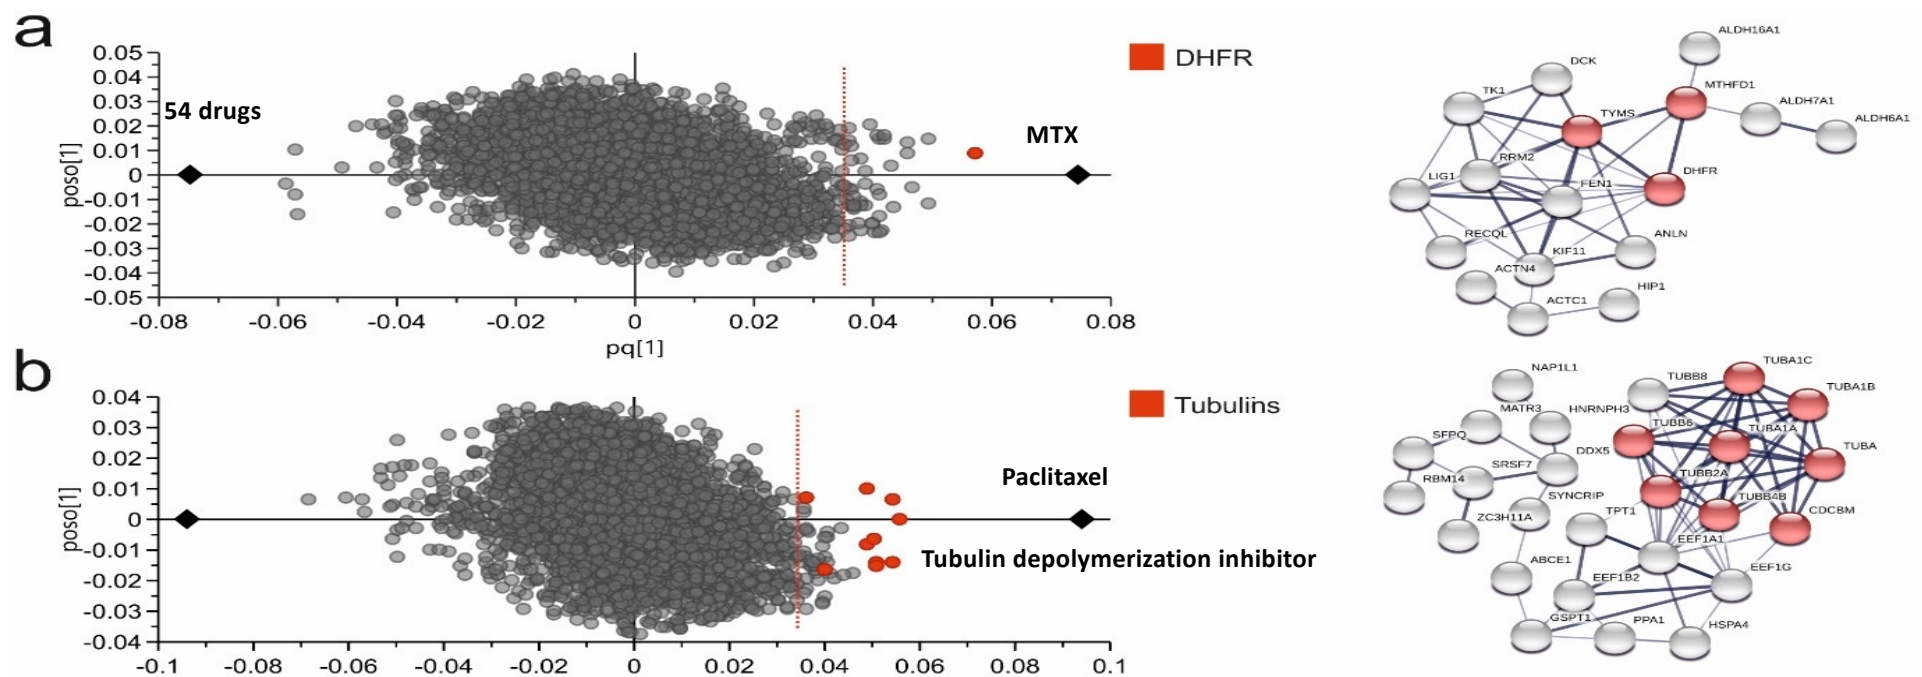 a
0.05
0.04
0.03
0.02
0.01
0
-0.01
-0.02
-0.03
-0.04
-0.05
poso[1]
54 drugs
MTX
-0.08 -0.06 -0.04 -0.02 0 0.02 0.04 0.06 0.08
pq[1]
DHFR
ALDH16A1
DCK
MTHFD1
TK1
ALDH7A1
TYMS
ALDH6A1
RRM2
DHFR
LIG1
FEN1
RECQL
ANLN
KIF11
ACTN4
HIP1
ACTC1
b
0.04
0.03
0.02
0.01
0
-0.01
-0.02
-0.03
-0.04
poso[1]
Paclitaxel
Tubulin depolymerization inhibitor
-0.1 -0.08 -0.06 -0.04 -0.02 0 0.02 0.04 0.06 0.08 0.1
Tubulins
NAP1L1
TUBB8
TUBA1C
TUBA1B
MATR3
HNRNPH3
TUBB6
TUBA1A
SFPQ
DDX5
TUBA
SRSF7
TUBB2A
RBM14
SYNCRIP
TUBB4B
TPT1
CDCBM
ZC3H11A
EEF1A1
ABCE1
EEF1B2
EEF1G
GSPT1
PPA1
HSPA4